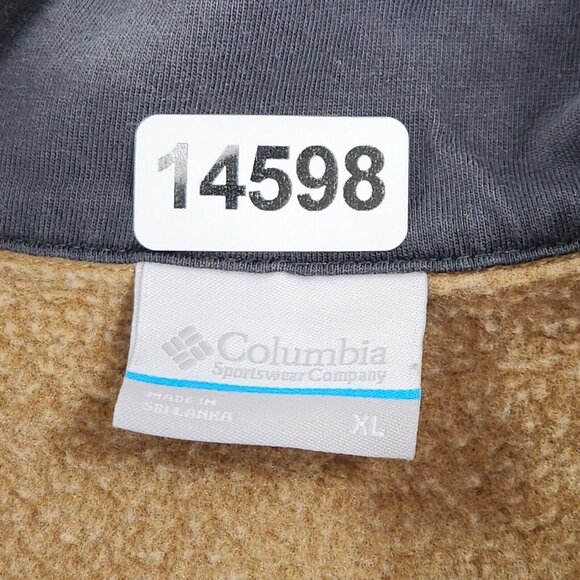 14598
Columbia
Sportswear Company
MADE IN
SRI LANKA
XL